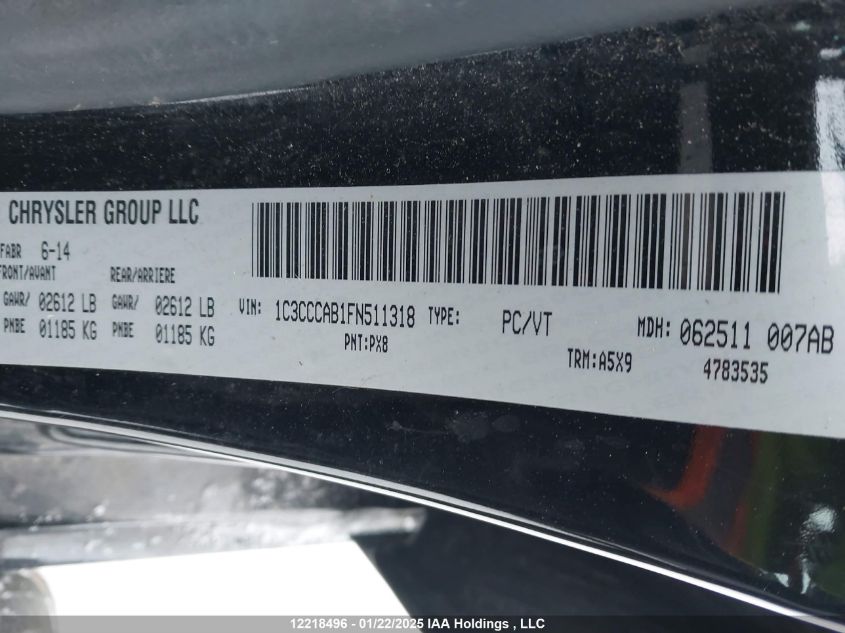 CHRYSLER GROUP LLC
FABR 6-14
FRONT/AVANT REAR/ARRIERE
GAWR/ 02612 LB GAWR/ 02612 LB
PNBE 01185 KG PNBE 01185 KG
VIN: 1C3CCCAB1FN511318 TYPE: PC/VT MDH: 062511 007AB
PNT:PX8 TRM:A5X9 4783535
12218496 - 01/22/2025 IAA Holdings , LLC